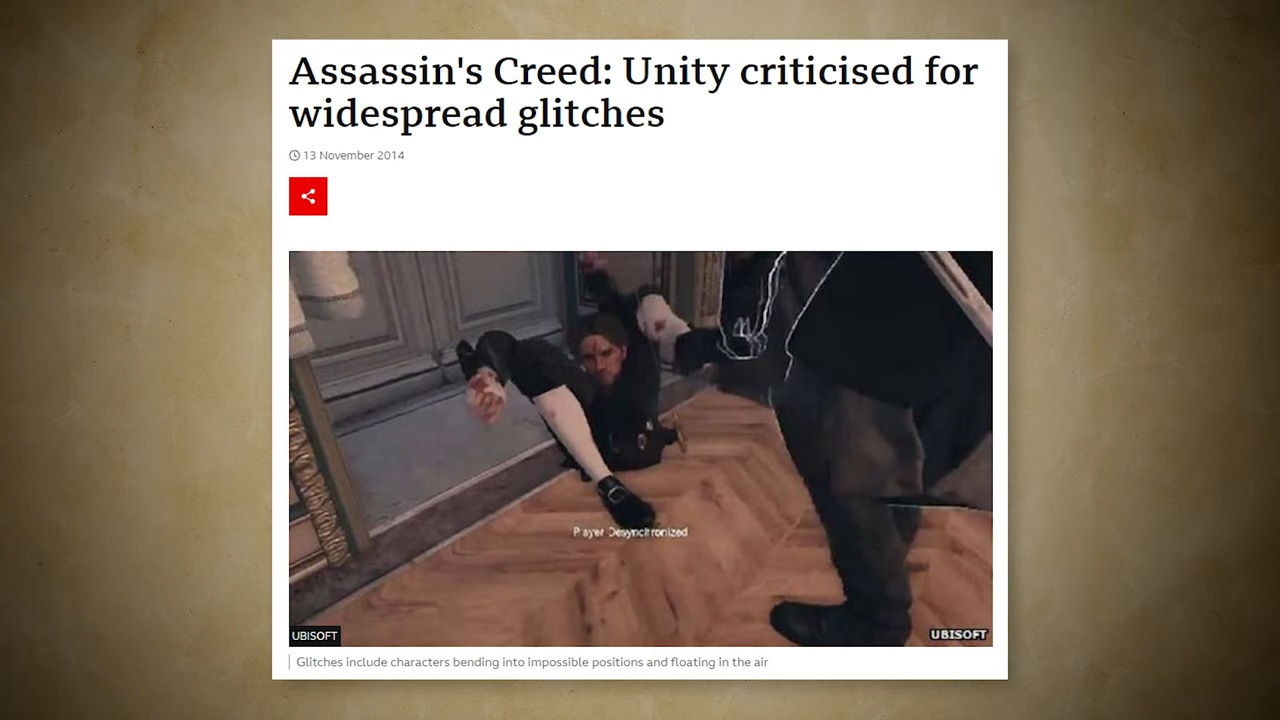 Assassin's Creed: Unity criticised for
widespread glitches
13 November 2014
Player Desynchronized
UBISOFT
UBISOFT
Glitches include characters bending into impossible positions and floating in the air